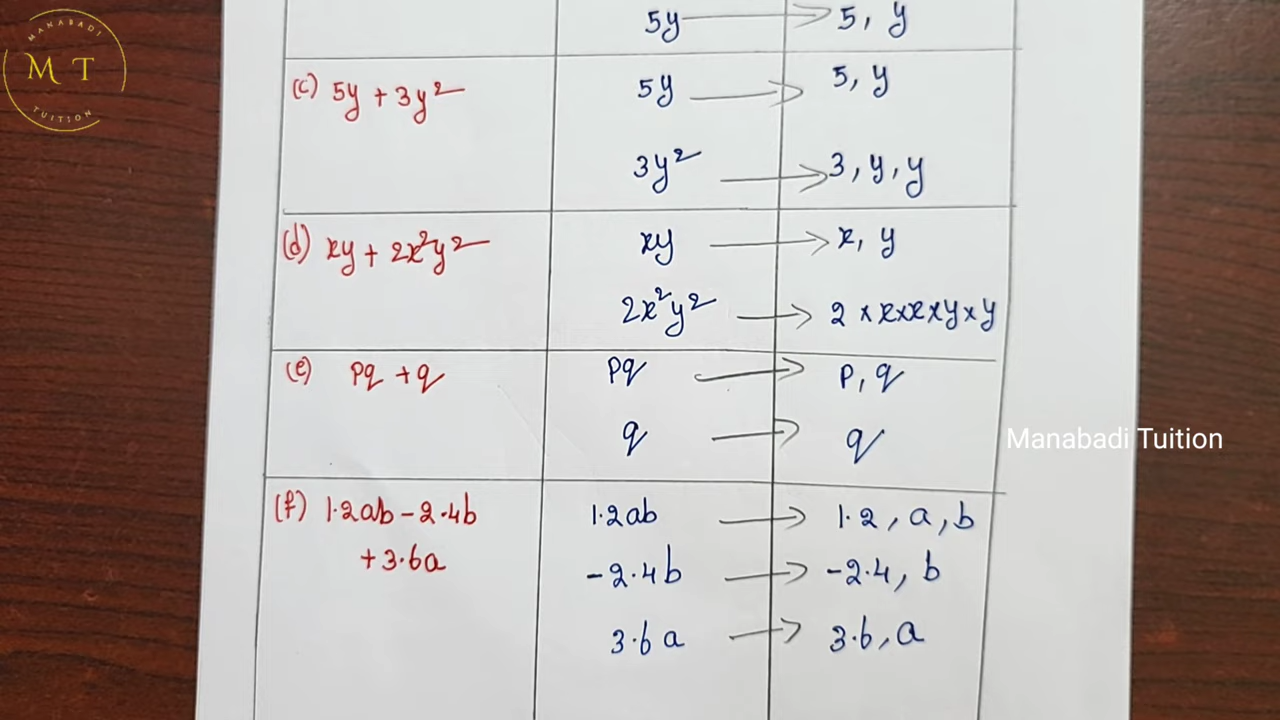 MANABADI
M T
TUITION
5y → 5, y
(c) 5y + 3y² 5y → 5, y
3y² → 3, y, y
(d) xy + 2x²y² xy → x, y
2x²y² → 2 × x × x × y × y
(e) pq + q pq → p, q
q → q
Manabadi Tuition
(f) 1.2ab - 2.4b 1.2ab → 1.2, a, b
+ 3.6a -2.4b → -2.4, b
3.6a → 3.6, a